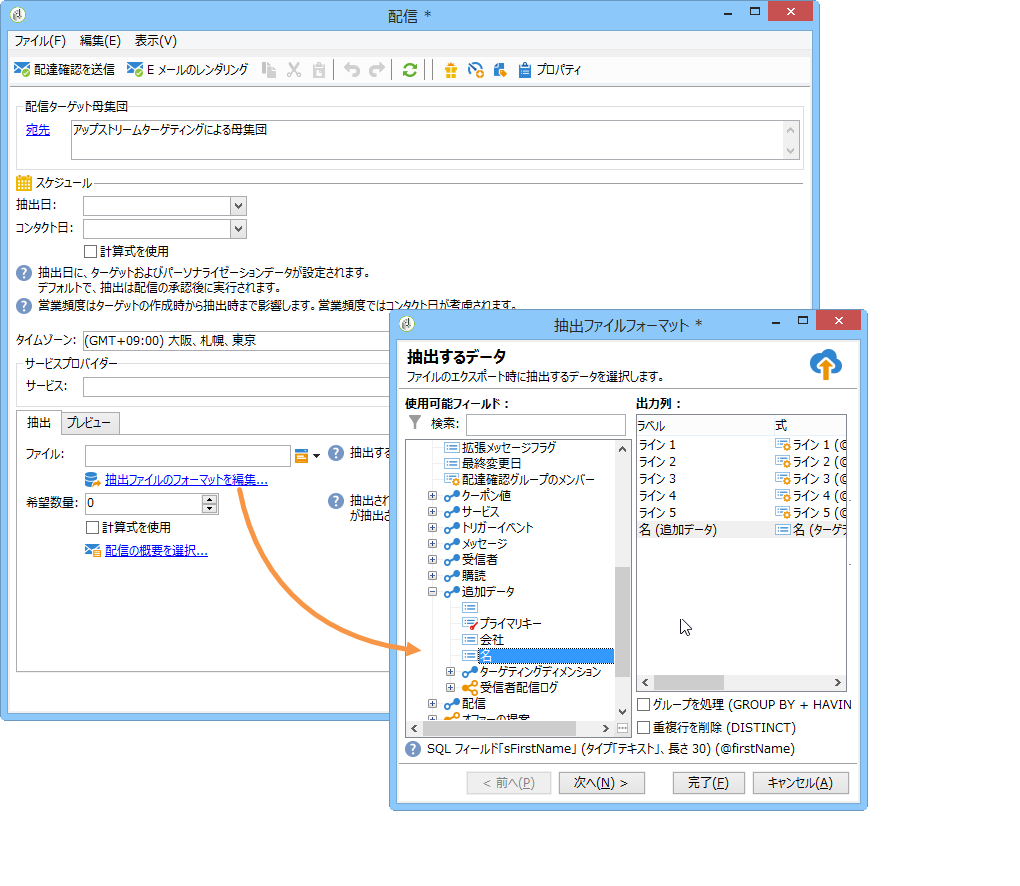 配信 *
ファイル(F) 編集(E) 表示(V)
配達確認を送信 E メールのレンダリング プロパティ
配信ターゲット母集団
宛先
アップストリームターゲティングによる母集団
スケジュール
抽出日:
コンタクト日:
計算式を使用
抽出日に、ターゲットおよびパーソナライゼーションデータが設定されます。
デフォルトで、抽出は配信の承認後に実行されます。
営業頻度はターゲットの作成時から抽出時まで影響します。営業頻度ではコンタクト日が考慮されます。
タイムゾーン: (GMT+09:00) 大阪、札幌、東京
サービスプロバイダー
サービス:
抽出 プレビュー
ファイル:
抽出する
抽出ファイルのフォーマットを編集...
希望数量: 0
抽出され
が抽出さ
計算式を使用
配信の概要を選択...
抽出ファイルフォーマット *
抽出するデータ
ファイルのエクスポート時に抽出するデータを選択します。
使用可能フィールド :
検索:
拡張メッセージフラグ
最終変更日
配達確認グループのメンバー
クーポン値
サービス
トリガーイベント
メッセージ
受信者
購読
追加データ
プライマリキー
会社
名
ターゲティングディメンション
受信者配信ログ
配信
オファーの提案
出力列 :
ラベル 式
ライン 1 ライン 1 (@
ライン 2 ライン 2 (@
ライン 3 ライン 3 (@
ライン 4 ライン 4 (@
ライン 5 ライン 5 (@
名 (追加データ) 名 (ターゲ
グループを処理 (GROUP BY + HAVIN
重複行を削除 (DISTINCT)
SQL フィールド「sFirstName」 (タイプ「テキスト」、長さ 30) (@firstName)
< 前へ(P) 次へ(N) > 完了(F) キャンセル(A)